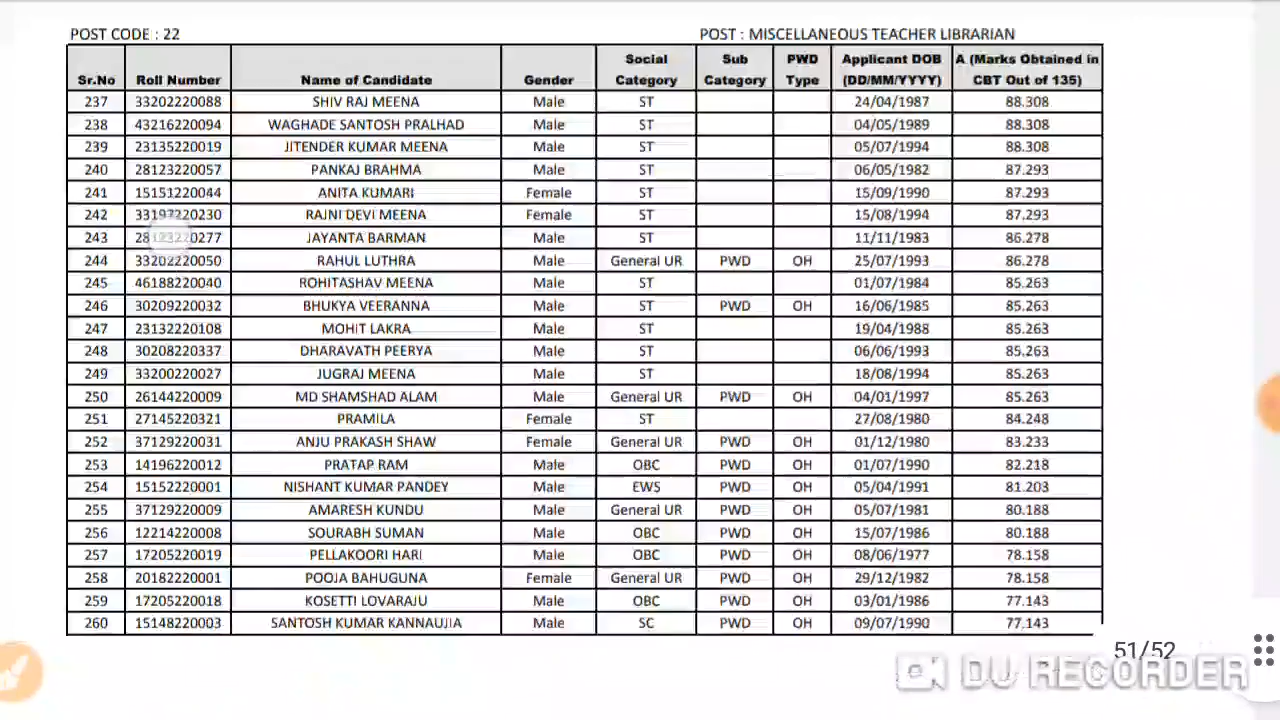 POST CODE : 22 POST : MISCELLANEOUS TEACHER LIBRARIAN
Sr.No Roll Number Name of Candidate Gender Social Category Sub Category PWD Type Applicant DOB (DD/MM/YYYY) A (Marks Obtained in CBT Out of 135)
237 33202220088 SHIV RAJ MEENA Male ST 24/04/1987 88.308
238 43216220094 WAGHADE SANTOSH PRALHAD Male ST 04/05/1989 88.308
239 23135220019 JITENDER KUMAR MEENA Male ST 05/07/1994 88.308
240 28123220057 PANKAJ BRAHMA Male ST 06/05/1982 87.293
241 15151220044 ANITA KUMARI Female ST 15/09/1990 87.293
242 33197220230 RAJNI DEVI MEENA Female ST 15/08/1994 87.293
243 28123220277 JAYANTA BARMAN Male ST 11/11/1983 86.278
244 33202220050 RAHUL LUTHRA Male General UR PWD OH 25/07/1993 86.278
245 46188220040 ROHITASHAV MEENA Male ST 01/07/1984 85.263
246 30209220032 BHUKYA VEERANNA Male ST PWD OH 16/06/1985 85.263
247 23132220108 MOHIT LAKRA Male ST 19/04/1988 85.263
248 30208220337 DHARAVATH PEERYA Male ST 06/06/1993 85.263
249 33200220027 JUGRAJ MEENA Male ST 18/08/1994 85.263
250 26144220009 MD SHAMSHAD ALAM Male General UR PWD OH 04/01/1997 85.263
251 27145220321 PRAMILA Female ST 27/08/1980 84.248
252 37129220031 ANJU PRAKASH SHAW Female General UR PWD OH 01/12/1980 83.233
253 14196220012 PRATAP RAM Male OBC PWD OH 01/07/1990 82.218
254 15152220001 NISHANT KUMAR PANDEY Male EWS PWD OH 05/04/1991 81.203
255 37129220009 AMARESH KUNDU Male General UR PWD OH 05/07/1981 80.188
256 12214220008 SOURABH SUMAN Male OBC PWD OH 15/07/1986 80.188
257 17205220019 PELLAKOORI HARI Male OBC PWD OH 08/06/1977 78.158
258 20182220001 POOJA BAHUGUNA Female General UR PWD OH 29/12/1982 78.158
259 17205220018 KOSETTI LOVARAJU Male OBC PWD OH 03/01/1986 77.143
260 15148220003 SANTOSH KUMAR KANNAUJIA Male SC PWD OH 09/07/1990 77.143
51/52
DU RECORDER